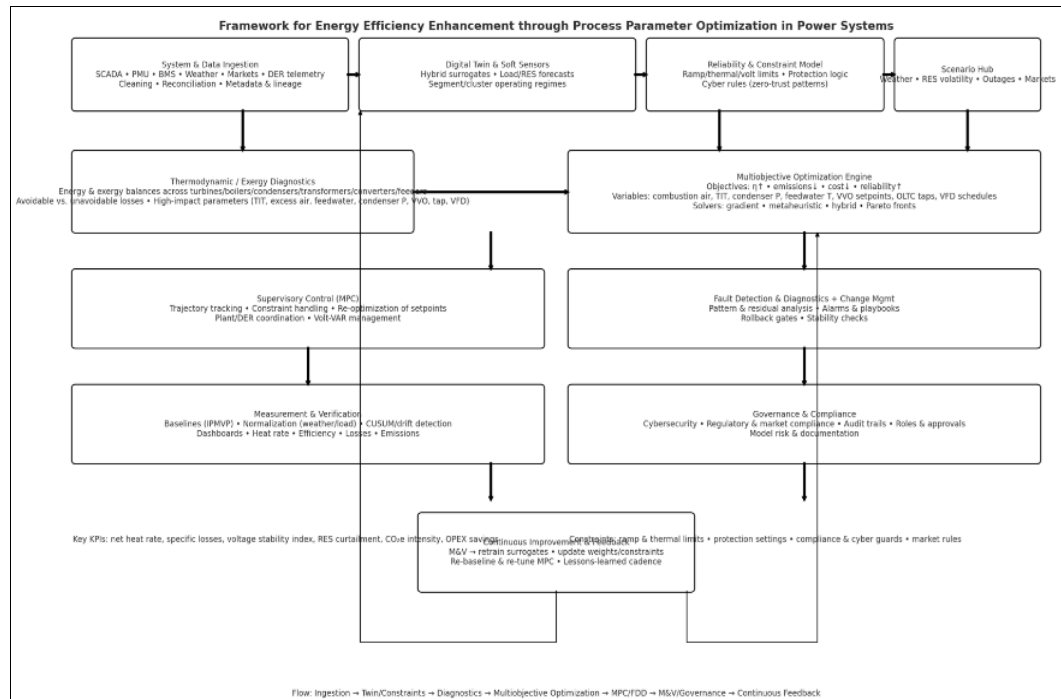 Framework for Energy Efficiency Enhancement through Process Parameter Optimization in Power Systems
System & Data Ingestion
SCADA • PMU • BMS • Weather • Markets • DER telemetry
Cleaning • Reconciliation • Metadata & lineage
Digital Twin & Soft Sensors
Hybrid surrogates • Load/RES forecasts
Segment/cluster operating regimes
Reliability & Constraint Model
Ramp/thermal/volt limits • Protection logic
Cyber rules (zero-trust patterns)
Scenario Hub
Weather • RES volatility • Outages • Markets
Thermodynamic / Exergy Diagnostics
Energy & exergy balances across turbines/boilers/condensers/transformers/converters/feeders
Avoidable vs. unavoidable losses • High-impact parameters (TIT, excess air, feedwater, condenser P, VVO, tap, VFD)
Multiobjective Optimization Engine
Objectives: η↑ • emissions↓ • cost↓ • reliability↑
Variables: combustion air, TIT, condenser P, feedwater T, VVO setpoints, OLTC taps, VFD schedules
Solvers: gradient • metaheuristic • hybrid • Pareto fronts
Supervisory Control (MPC)
Trajectory tracking • Constraint handling • Re-optimization of setpoints
Plant/DER coordination • Volt-VAR management
Fault Detection & Diagnostics + Change Mgmt
Pattern & residual analysis • Alarms & playbooks
Rollback gates • Stability checks
Measurement & Verification
Baselines (IPMVP) • Normalization (weather/load) • CUSUM/drift detection
Dashboards • Heat rate • Efficiency • Losses • Emissions
Governance & Compliance
Cybersecurity • Regulatory & market compliance • Audit trails • Roles & approvals
Model risk & documentation
Key KPIs: net heat rate, specific losses, voltage stability index, RES curtailment, CO₂e intensity, OPEX savings
Continuous Improvement & Feedback
M&V → retrain surrogates • update weights/constraints
Re-baseline & re-tune MPC • Lessons-learned cadence
Constraints: ramp & thermal limits • protection settings • compliance & cyber guards • market rules
Flow: Ingestion → Twin/Constraints → Diagnostics → Multiobjective Optimization → MPC/FDD → M&V/Governance → Continuous Feedback